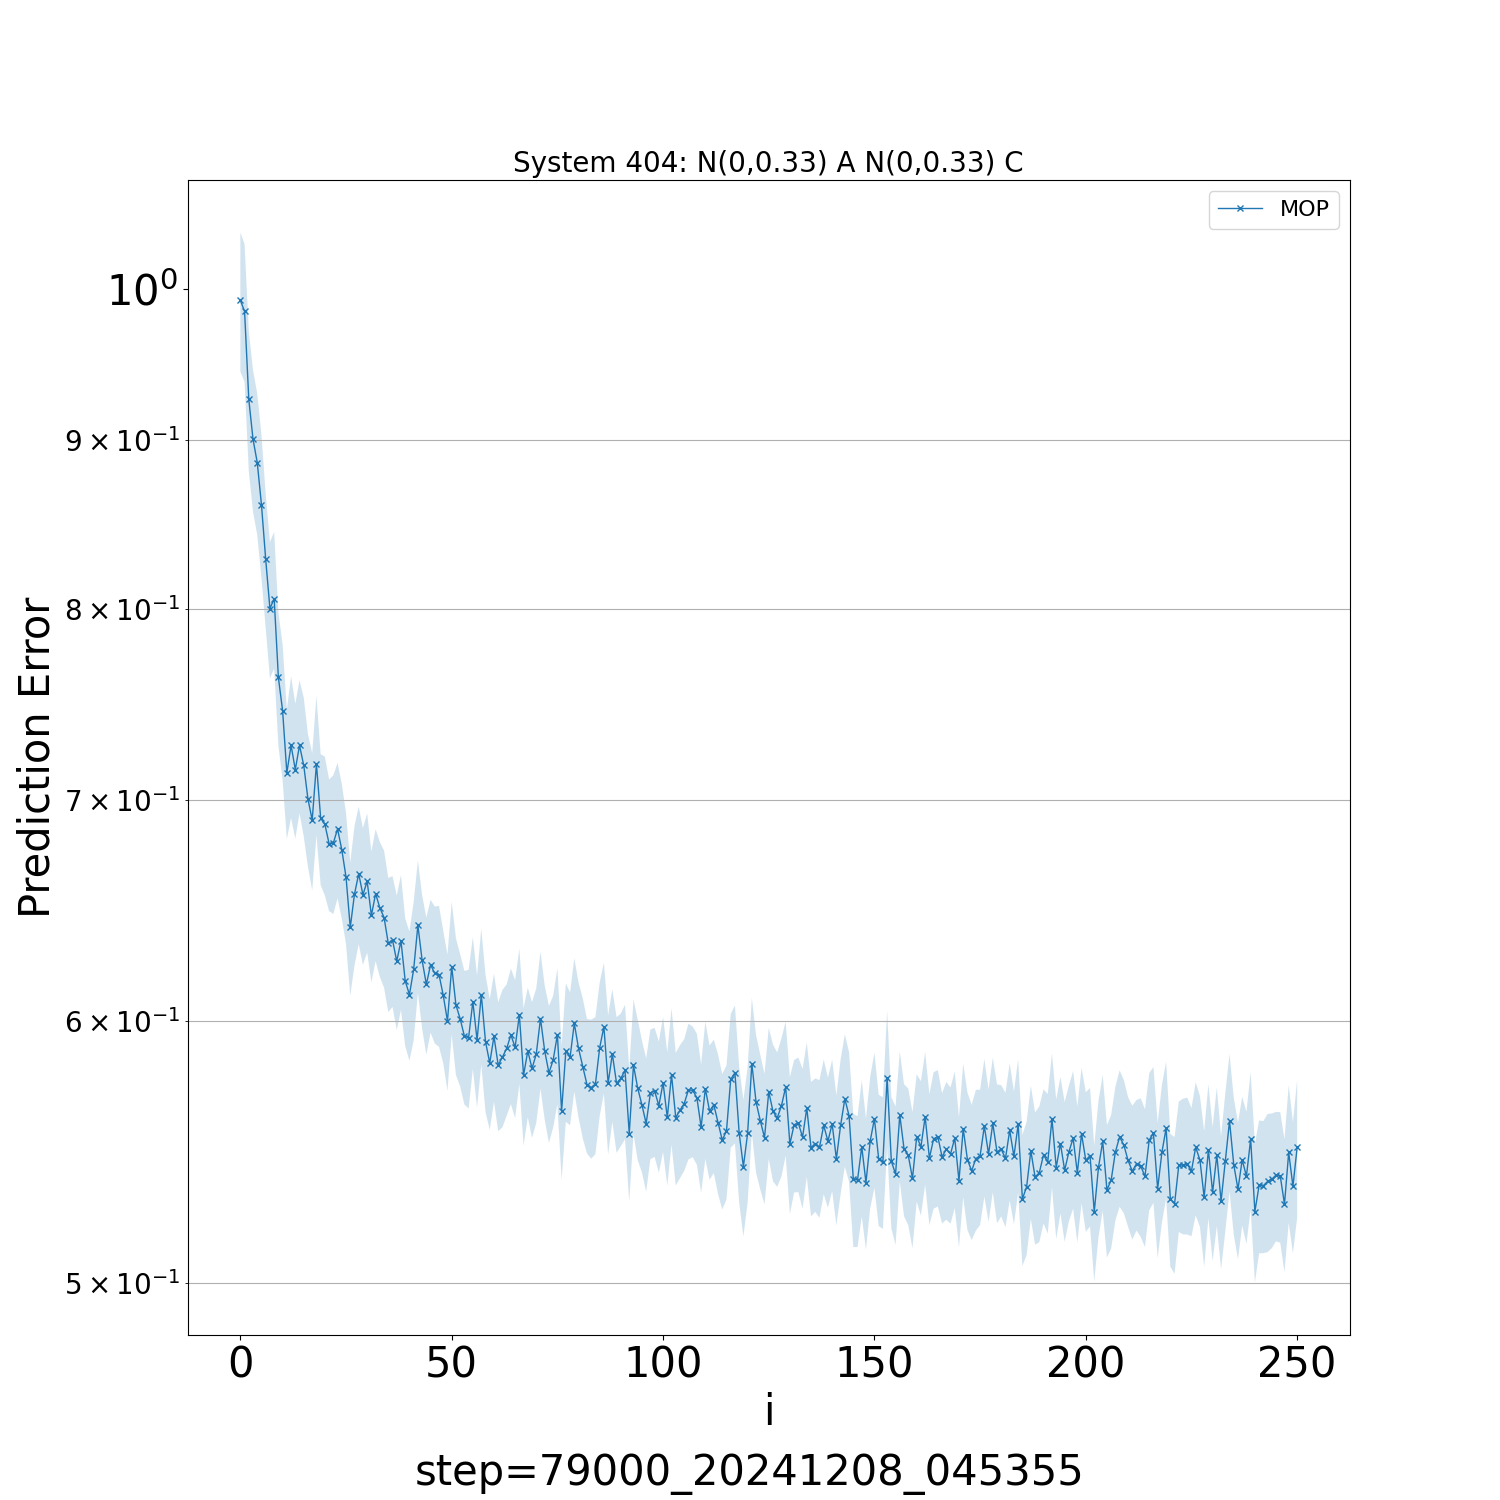 System 404: N(0,0.33) A N(0,0.33) C
MOP
10⁰
9 × 10⁻¹
8 × 10⁻¹
7 × 10⁻¹
6 × 10⁻¹
5 × 10⁻¹
Prediction Error
0 50 100 150 200 250
i
step=79000_20241208_045355